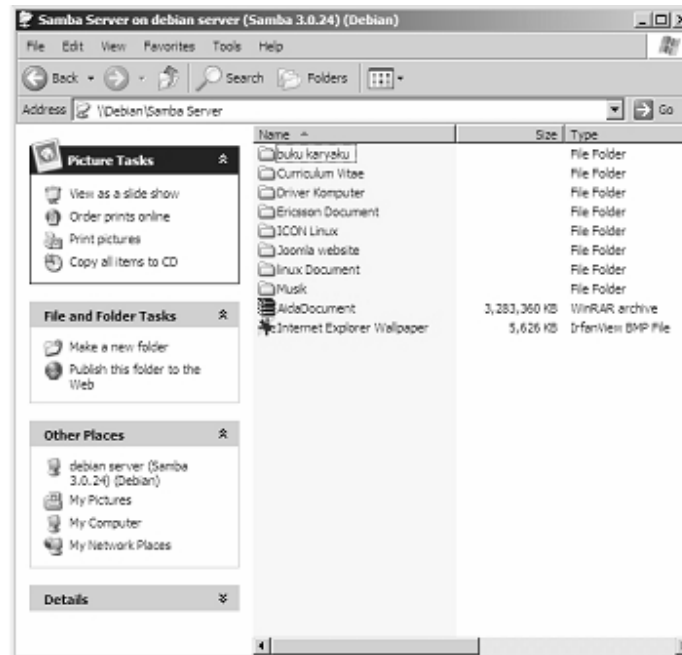 Samba Server on debian server (Samba 3.0.24) (Debian)
File Edit View Favorites Tools Help
Back Search Folders
Address \\Debian\Samba Server Go
Picture Tasks
View as a slide show
Order prints online
Print pictures
Copy all items to CD
File and Folder Tasks
Make a new folder
Publish this folder to the
Web
Other Places
debian server (Samba
3.0.24) (Debian)
My Pictures
My Computer
My Network Places
Details
Name Size Type
buku karyaku File Folder
Curriculum Vitae File Folder
Driver Komputer File Folder
Ericsson Document File Folder
ICON Linux File Folder
Joomla website File Folder
linux Document File Folder
Musik File Folder
AidaDocument 3,283,360 KB WinRAR archive
Internet Explorer Wallpaper 5,626 KB IrfanView BMP File